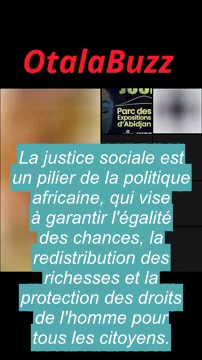 OtalaBuzz
Parc des
Expositions
d'Abidjan
La justice sociale est
un pilier de la politique
africaine, qui vise
à garantir l'égalité
des chances, la
redistribution des
richesses et la
protection des droits
de l'homme pour
tous les citoyens.